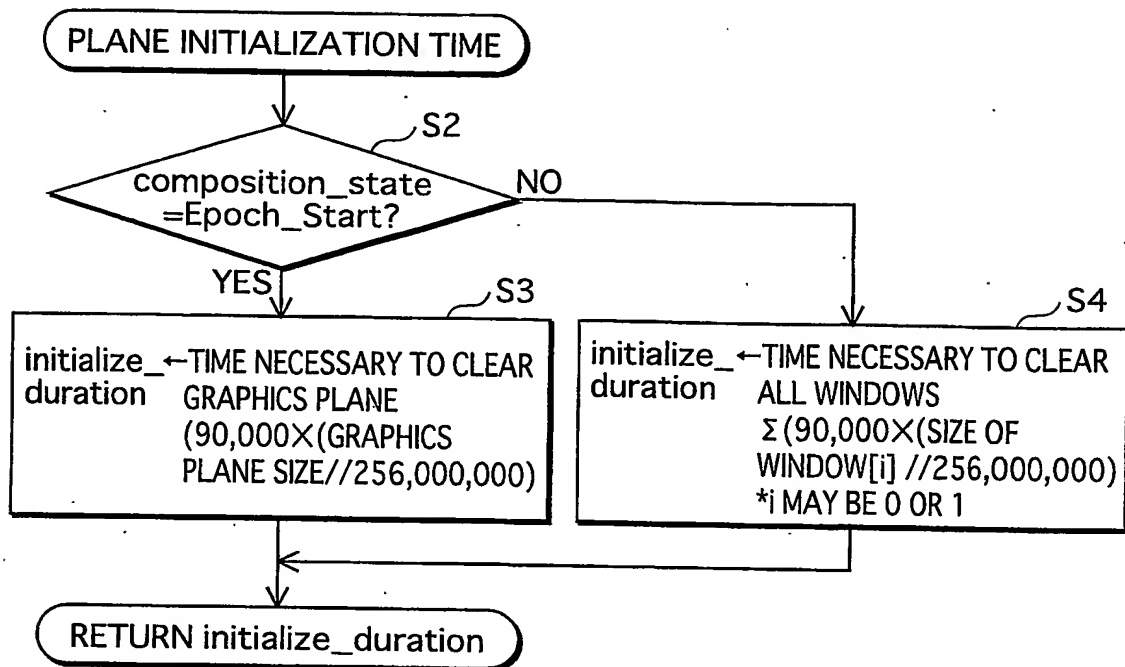 PLANE INITIALIZATION TIME
S2
composition_state
=Epoch_Start?
NO
YES
S3
initialize_←TIME NECESSARY TO CLEAR
duration GRAPHICS PLANE
(90,000×(GRAPHICS
PLANE SIZE//256,000,000)
S4
initialize_←TIME NECESSARY TO CLEAR
duration ALL WINDOWS
Σ(90,000×(SIZE OF
WINDOW[i] //256,000,000)
*i MAY BE 0 OR 1
RETURN initialize_duration